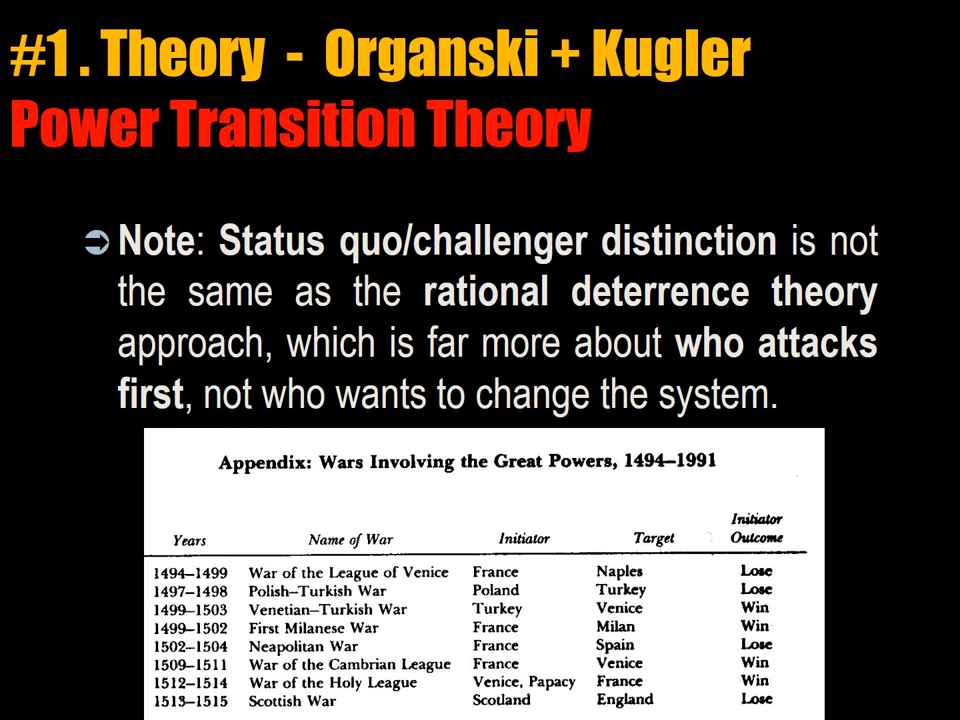 #1 . Theory - Organski + Kugler
Power Transition Theory
Note: Status quo/challenger distinction is not
the same as the rational deterrence theory
approach, which is far more about who attacks
first, not who wants to change the system.
Appendix: Wars Involving the Great Powers, 1494–1991
Years Name of War Initiator Target Initiator Outcome
1494–1499 War of the League of Venice France Naples Lose
1497–1498 Polish–Turkish War Poland Turkey Lose
1499–1503 Venetian–Turkish War Turkey Venice Win
1499–1502 First Milanese War France Milan Win
1502–1504 Neapolitan War France Spain Lose
1509–1511 War of the Cambrian League France Venice Win
1512–1514 War of the Holy League Venice, Papacy France Win
1513–1515 Scottish War Scotland England Lose